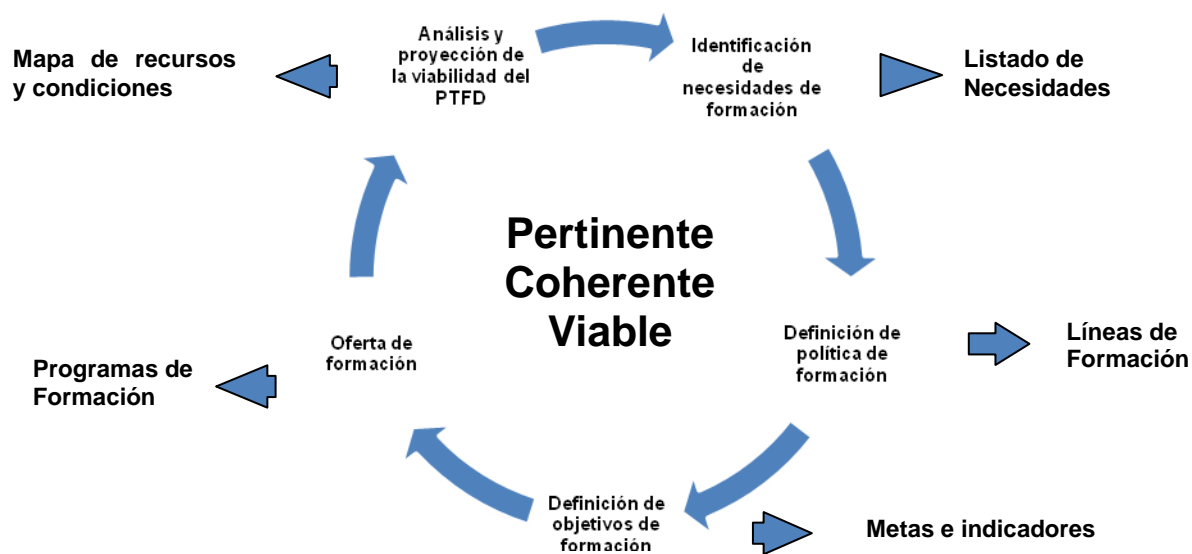 Mapa de recursos
y condiciones
Análisis y
proyección de
la viabilidad del
PTFD
Identificación
de
necesidades de
formación
Listado de
Necesidades
Pertinente
Coherente
Viable
Oferta de
formación
Definición de
política de
formación
Líneas de
Formación
Programas de
Formación
Definición de
objetivos de
formación
Metas e indicadores